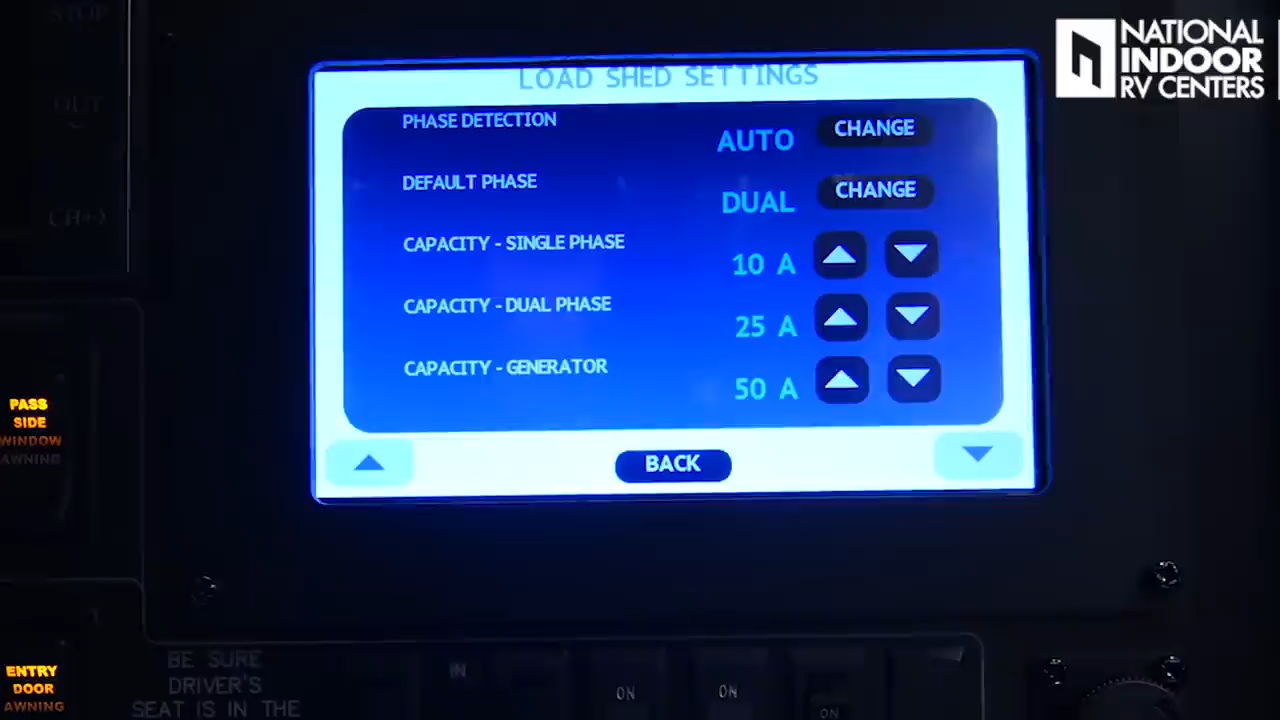 STOP
OUT
CH+>
NATIONAL
INDOOR
RV CENTERS
LOAD SHED SETTINGS
PHASE DETECTION
AUTO
CHANGE
DEFAULT PHASE
DUAL
CHANGE
CAPACITY - SINGLE PHASE
10 A
CAPACITY - DUAL PHASE
25 A
CAPACITY - GENERATOR
50 A
BACK
PASS
SIDE
WINDOW
AWNING
ENTRY
DOOR
AWNING
BE SURE
DRIVER'S
SEAT IS IN THE
IN
ON
ON
ON